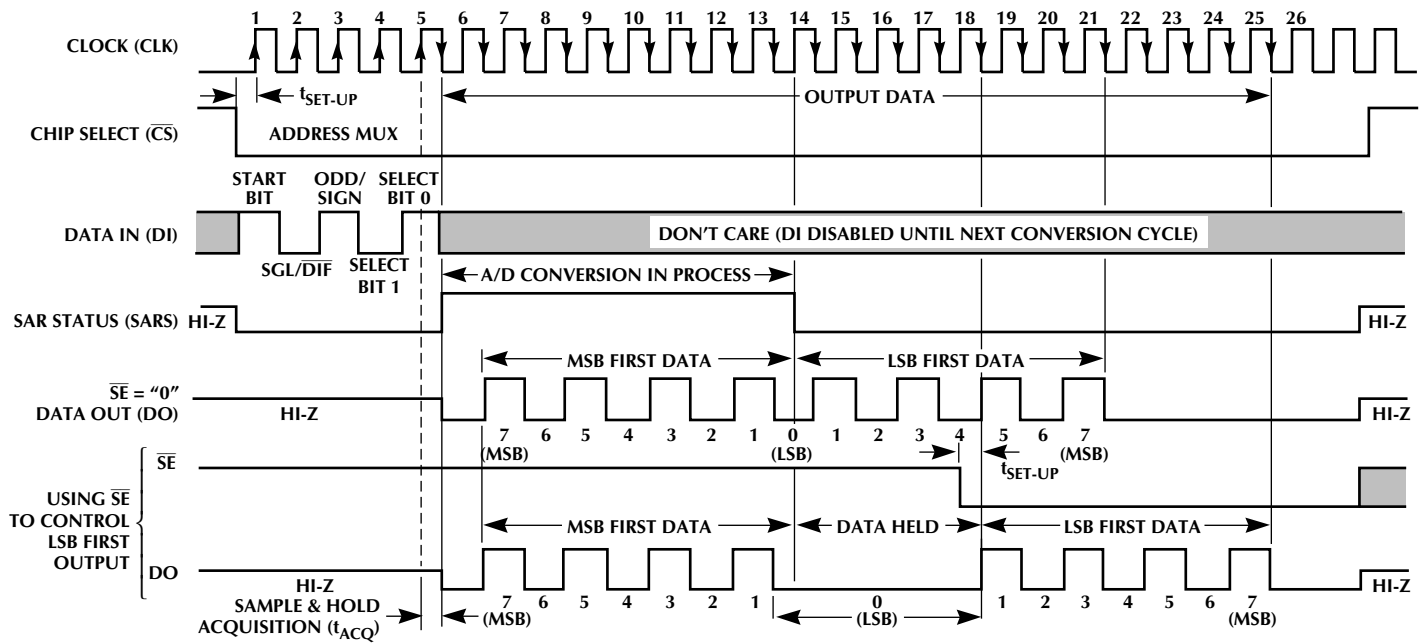 1 2 3 4 5 6 7 8 9 10 11 12 13 14 15 16 17 18 19 20 21 22 23 24 25 26
CLOCK (CLK)
tSET-UP
OUTPUT DATA
CHIP SELECT (CS)
ADDRESS MUX
START BIT
ODD/ SIGN
SELECT BIT 0
DATA IN (DI)
DON'T CARE (DI DISABLED UNTIL NEXT CONVERSION CYCLE)
SGL/DIF
SELECT BIT 1
A/D CONVERSION IN PROCESS
SAR STATUS (SARS)
HI-Z
HI-Z
MSB FIRST DATA
LSB FIRST DATA
SE = “0”
DATA OUT (DO)
HI-Z
HI-Z
7 6 5 4 3 2 1 0 1 2 3 4 5 6 7
(MSB)
(LSB)
(MSB)
SE
tSET-UP
USING SE
TO CONTROL
LSB FIRST
OUTPUT
MSB FIRST DATA
DATA HELD
LSB FIRST DATA
DO
HI-Z
HI-Z
7 6 5 4 3 2 1 0 1 2 3 4 5 6 7
(MSB)
(LSB)
(MSB)
SAMPLE & HOLD
ACQUISITION (tACQ)